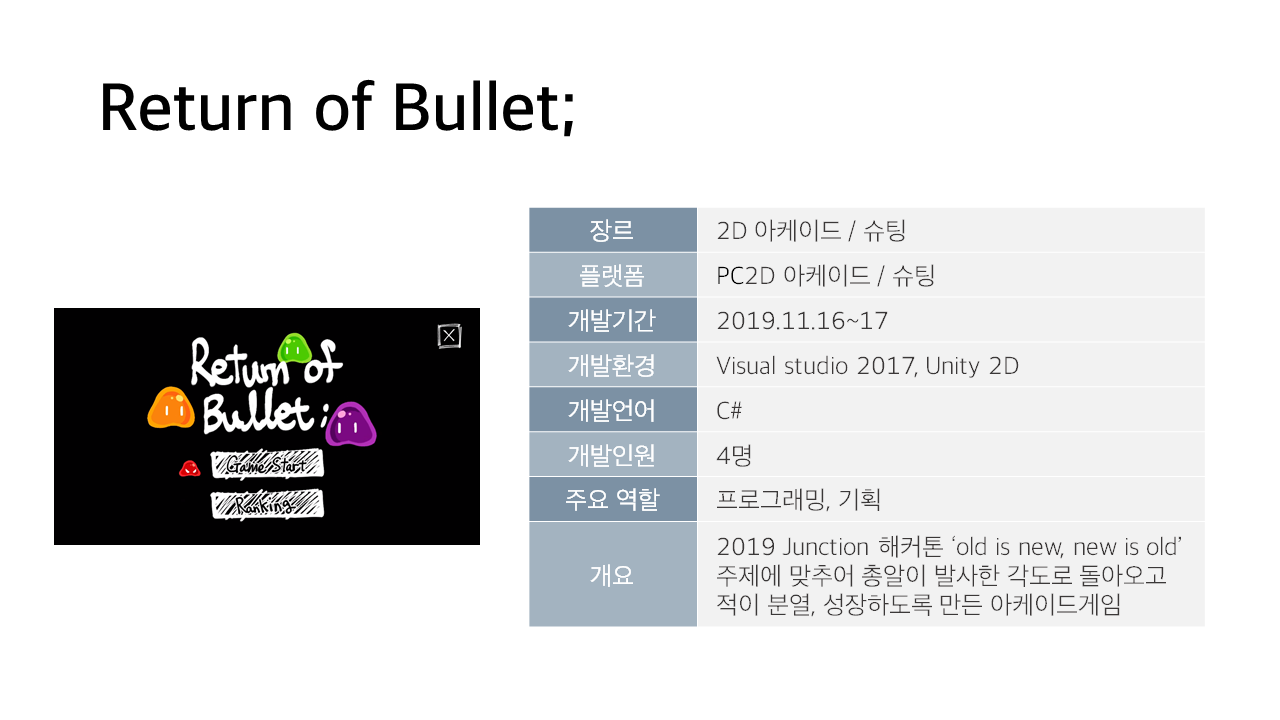 Return of Bullet;
Return of
Bullet;
Game Start
Ranking
장르 2D 아케이드 / 슈팅
플랫폼 PC2D 아케이드 / 슈팅
개발기간 2019.11.16~17
개발환경 Visual studio 2017, Unity 2D
개발언어 C#
개발인원 4명
주요 역할 프로그래밍, 기획
개요
2019 Junction 해커톤 ‘old is new, new is old’
주제에 맞추어 총알이 발사한 각도로 돌아오고
적이 분열, 성장하도록 만든 아케이드게임